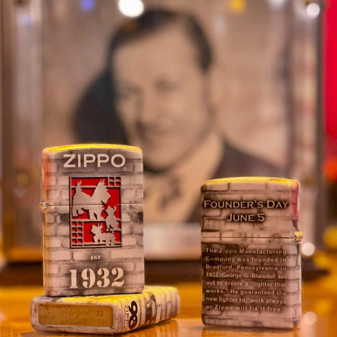 ZIPPO
EST
1932
FOUNDER'S DAY
JUNE 5
The Zippo Manufacturing
Company was founded in
Bradford, Pennsylvania in
1932. George G. Blaisdell set
out to create a lighter that
works. He guaranteed his
new lighter to work always
or Zippo will fix it free.